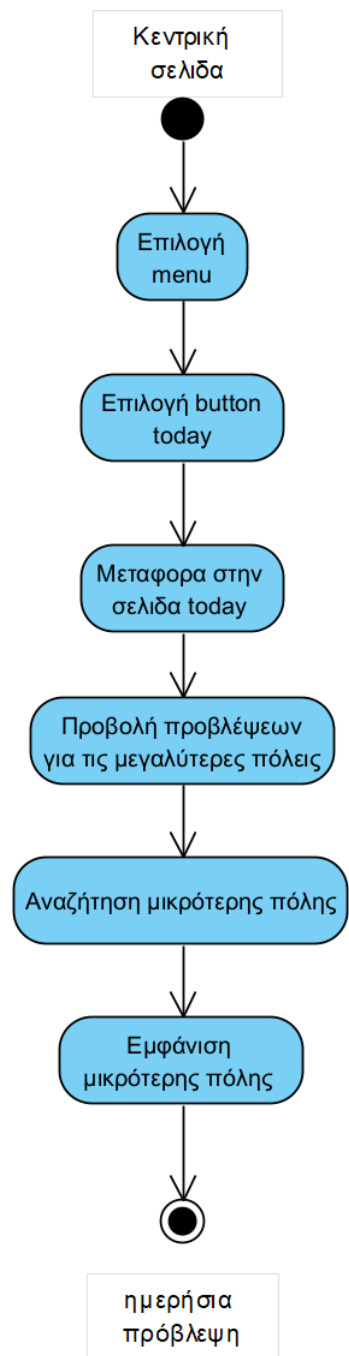 Κεντρική
σελιδα
Επιλογή
menu
Επιλογή button
today
Μεταφορα στην
σελιδα today
Προβολή προβλέψεων
για τις μεγαλύτερες πόλεις
Αναζήτηση μικρότερης πόλης
Εμφάνιση
μικρότερης πόλης
ημερήσια
πρόβλεψη